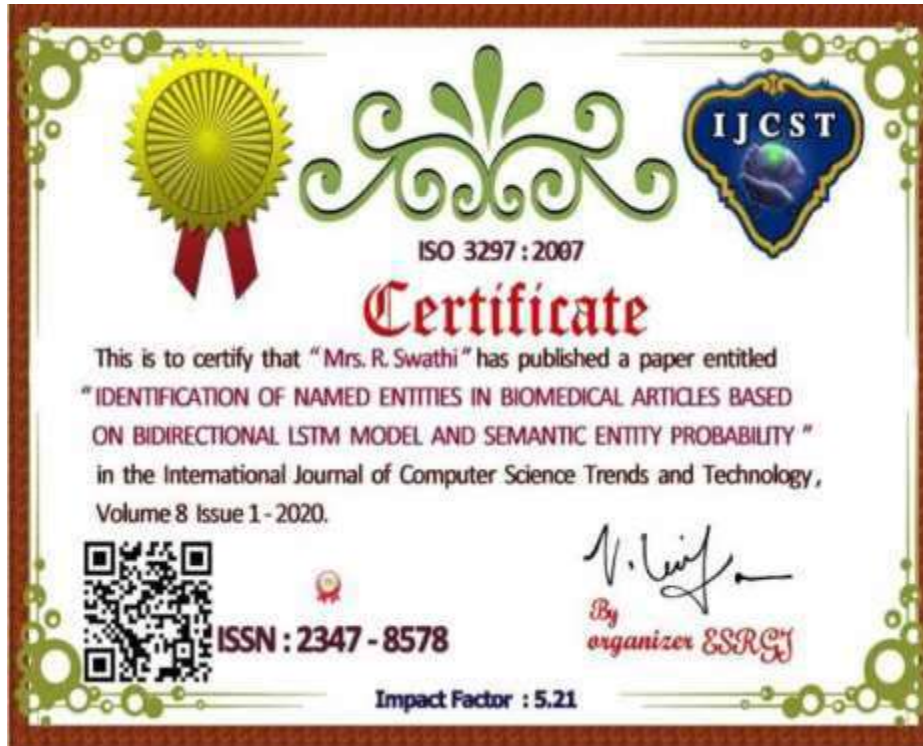 IJCST
ISO 3297 : 2007
Certificate
This is to certify that “Mrs. R. Swathi” has published a paper entitled
“ IDENTIFICATION OF NAMED ENTITIES IN BIOMEDICAL ARTICLES BASED
ON BIDIRECTIONAL LSTM MODEL AND SEMANTIC ENTITY PROBABILITY ”
in the International Journal of Computer Science Trends and Technology,
Volume 8 Issue 1 - 2020.
ISSN : 2347 - 8578
By
organizer ESRGJ
Impact Factor : 5.21